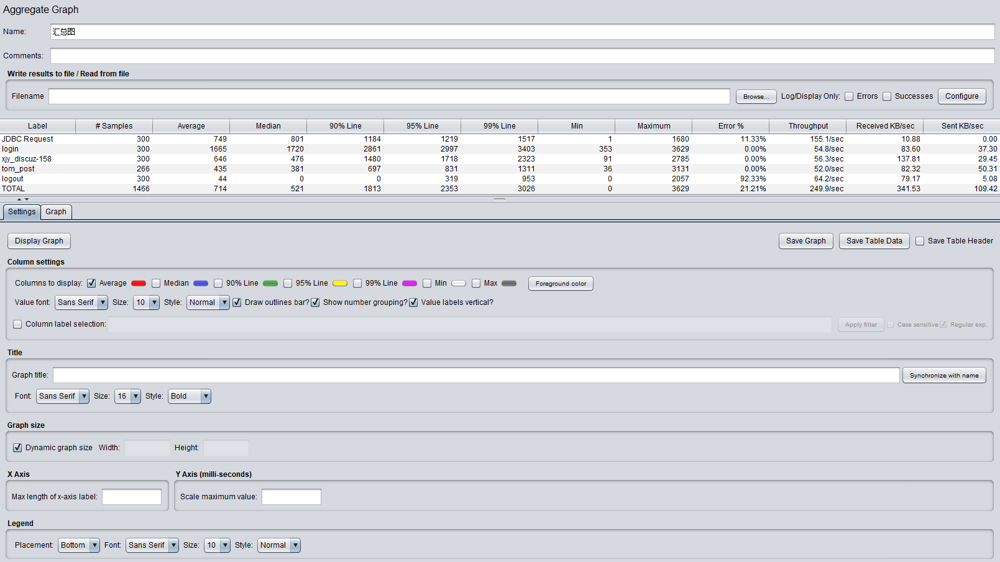 Aggregate Graph
Name: 汇总图
Comments:
Write results to file / Read from file
Filename Browse... Log/Display Only: Errors Successes Configure
Label # Samples Average Median 90% Line 95% Line 99% Line Min Maximum Error % Throughput Received KB/sec Sent KB/sec
JDBC Request 300 749 801 1184 1219 1517 1 1680 11.33% 155.1/sec 10.88 0.00
login 300 1665 1720 2861 2997 3403 353 3629 0.00% 54.8/sec 83.60 37.30
xjy_discuz-158 300 646 476 1480 1718 2323 91 2785 0.00% 56.3/sec 137.81 29.45
tom_post 266 435 381 697 831 1311 36 3131 0.00% 52.0/sec 82.32 50.31
logout 300 44 0 0 319 953 0 2057 92.33% 64.2/sec 79.17 5.08
TOTAL 1466 714 521 1813 2353 3026 0 3629 21.21% 249.9/sec 341.53 109.42
Settings Graph
Display Graph Save Graph Save Table Data Save Table Header
Column settings
Columns to display: Average Median 90% Line 95% Line 99% Line Min Max Foreground color
Value font: Sans Serif Size: 10 Style: Normal Draw outlines bar? Show number grouping? Value labels vertical?
Column label selection: Apply filter Case sensitive Regular exp.
Title
Graph title: Synchronize with name
Font: Sans Serif Size: 16 Style: Bold
Graph size
Dynamic graph size Width: Height:
X Axis Y Axis (milli-seconds)
Max length of x-axis label: Scale maximum value:
Legend
Placement: Bottom Font: Sans Serif Size: 10 Style: Normal